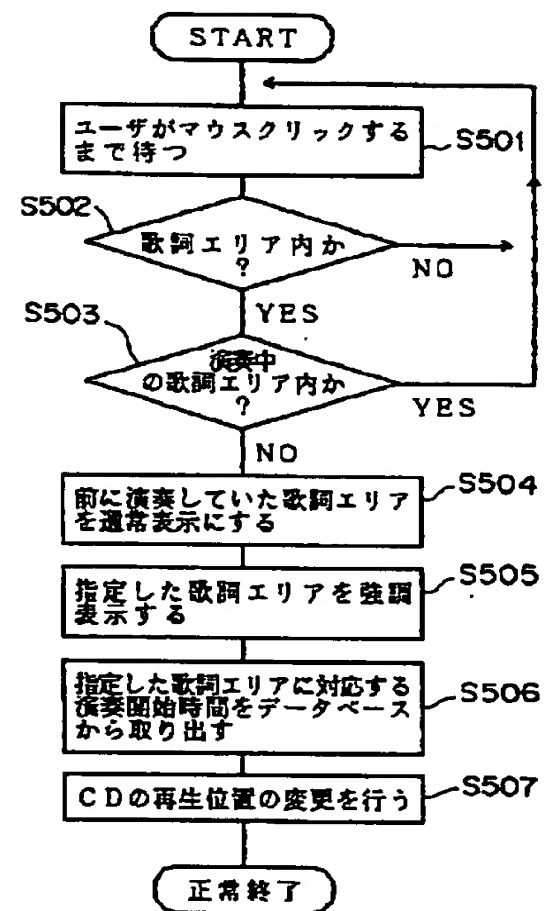 START
ユーザがマウスクリックする
まで待つ
S501
S502
歌詞エリア内か
?
NO
YES
S503
演奏中
の歌詞エリア内か
?
YES
NO
前に演奏していた歌詞エリア
を通常表示にする
S504
指定した歌詞エリアを強調
表示する
S505
指定した歌詞エリアに対応する
演奏開始時間をデータベース
から取り出す
S506
CDの再生位置の変更を行う
S507
正常終了